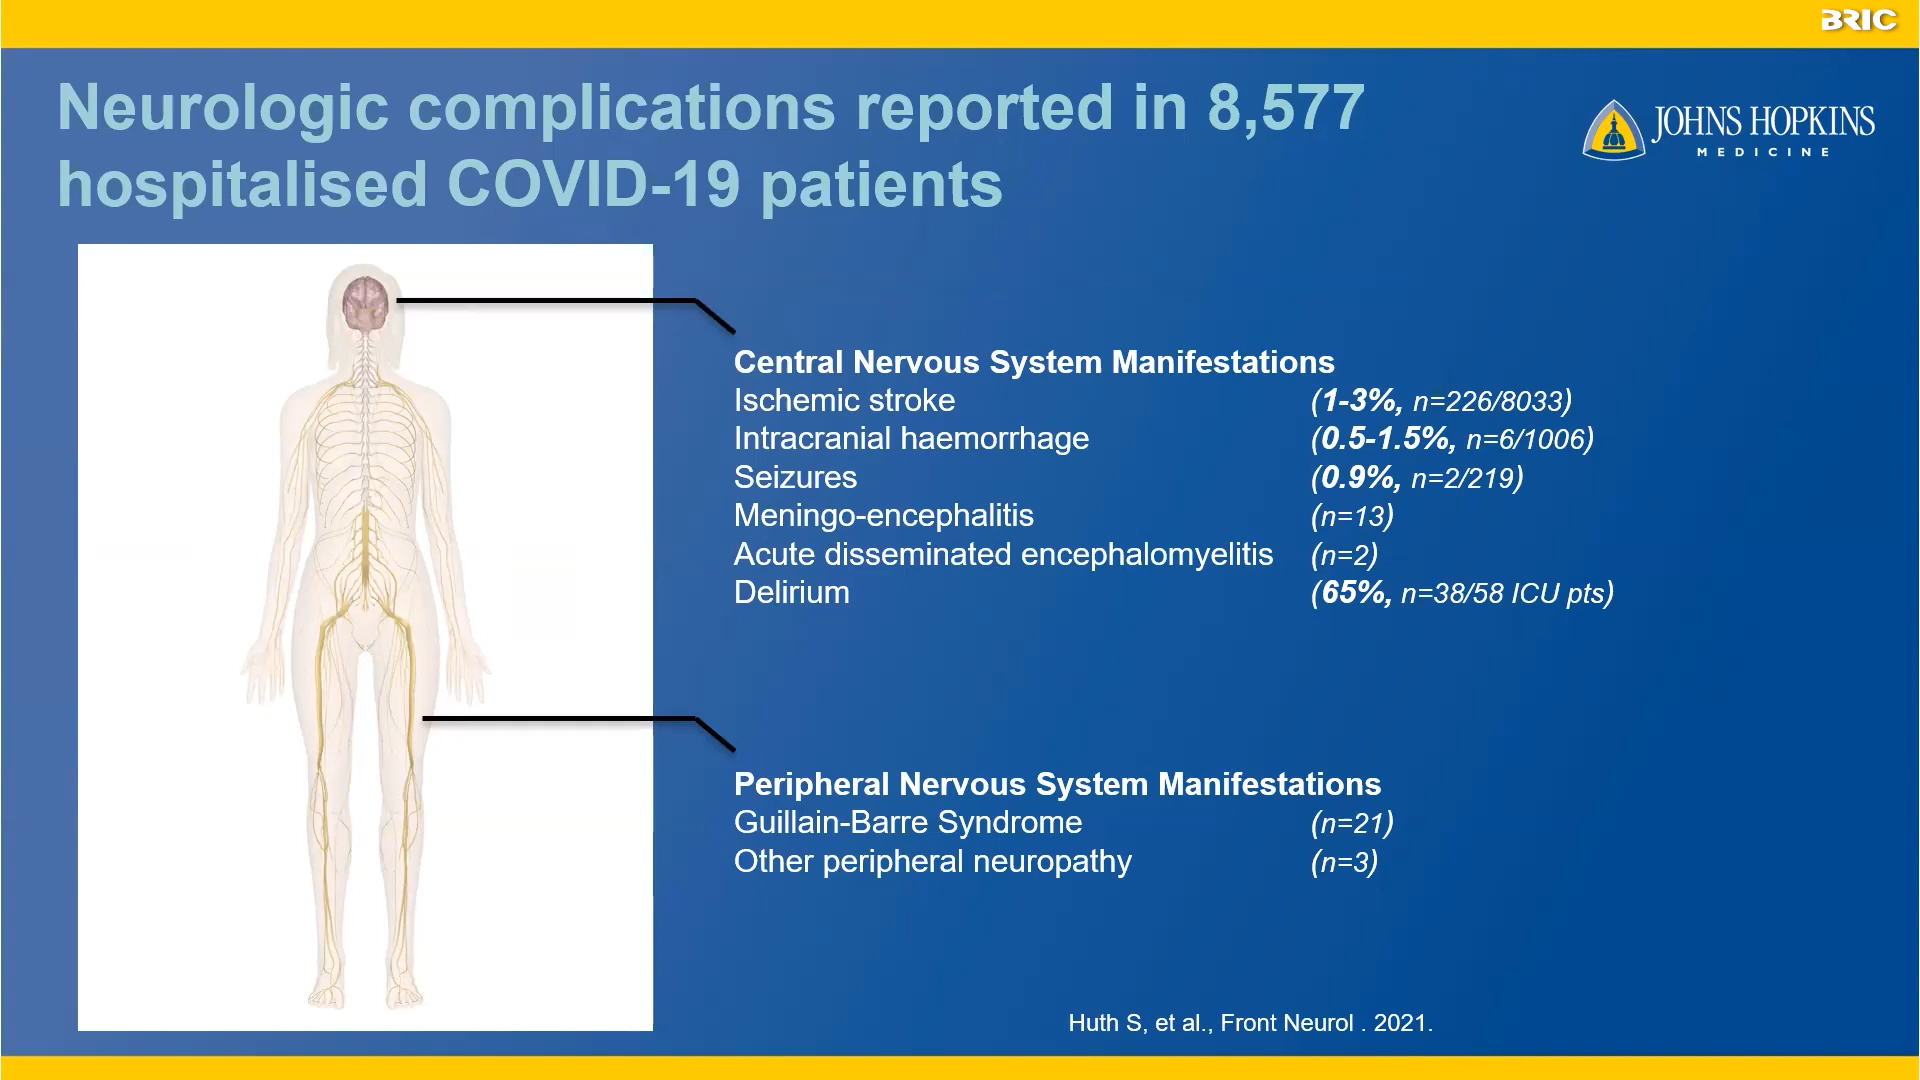 BRIC
Neurologic complications reported in 8,577
hospitalised COVID-19 patients
JOHNS HOPKINS
MEDICINE
Central Nervous System Manifestations
Ischemic stroke (1-3%, n=226/8033)
Intracranial haemorrhage (0.5-1.5%, n=6/1006)
Seizures (0.9%, n=2/219)
Meningo-encephalitis (n=13)
Acute disseminated encephalomyelitis (n=2)
Delirium (65%, n=38/58 ICU pts)
Peripheral Nervous System Manifestations
Guillain-Barre Syndrome (n=21)
Other peripheral neuropathy (n=3)
Huth S, et al., Front Neurol . 2021.